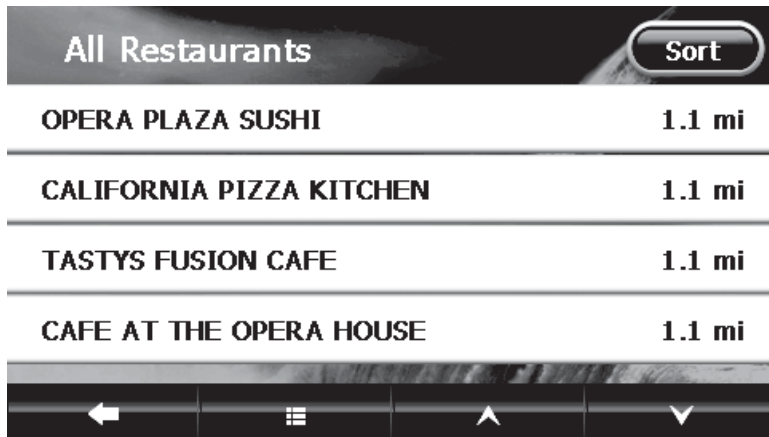 All Restaurants Sort
OPERA PLAZA SUSHI 1.1 mi
CALIFORNIA PIZZA KITCHEN 1.1 mi
TASTYS FUSION CAFE 1.1 mi
CAFE AT THE OPERA HOUSE 1.1 mi